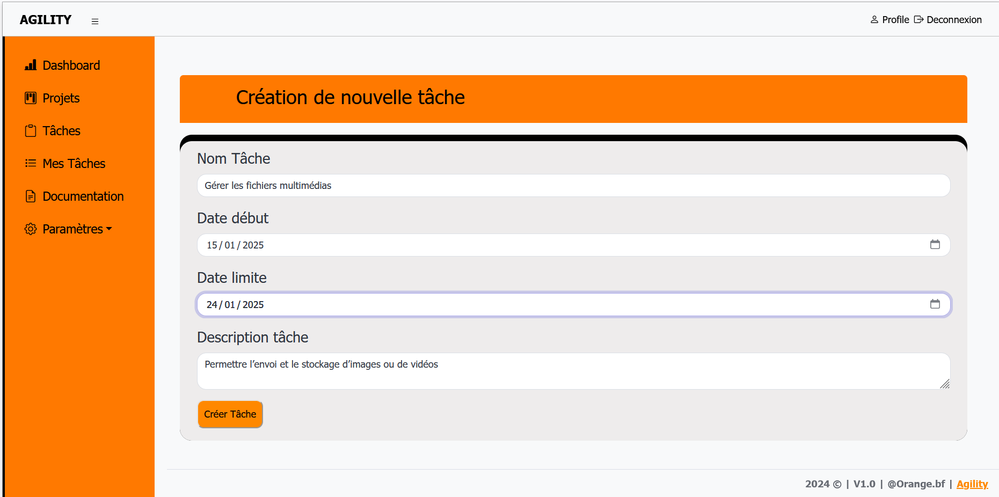 AGILITY
Profile Deconnexion
Dashboard
Projets
Tâches
Mes Tâches
Documentation
Paramètres
Création de nouvelle tâche
Nom Tâche
Gérer les fichiers multimédias
Date début
15/01/2025
Date limite
24/01/2025
Description tâche
Permettre l’envoi et le stockage d’images ou de vidéos
Créer Tâche
2024 © | V1.0 | @Orange.bf | Agility